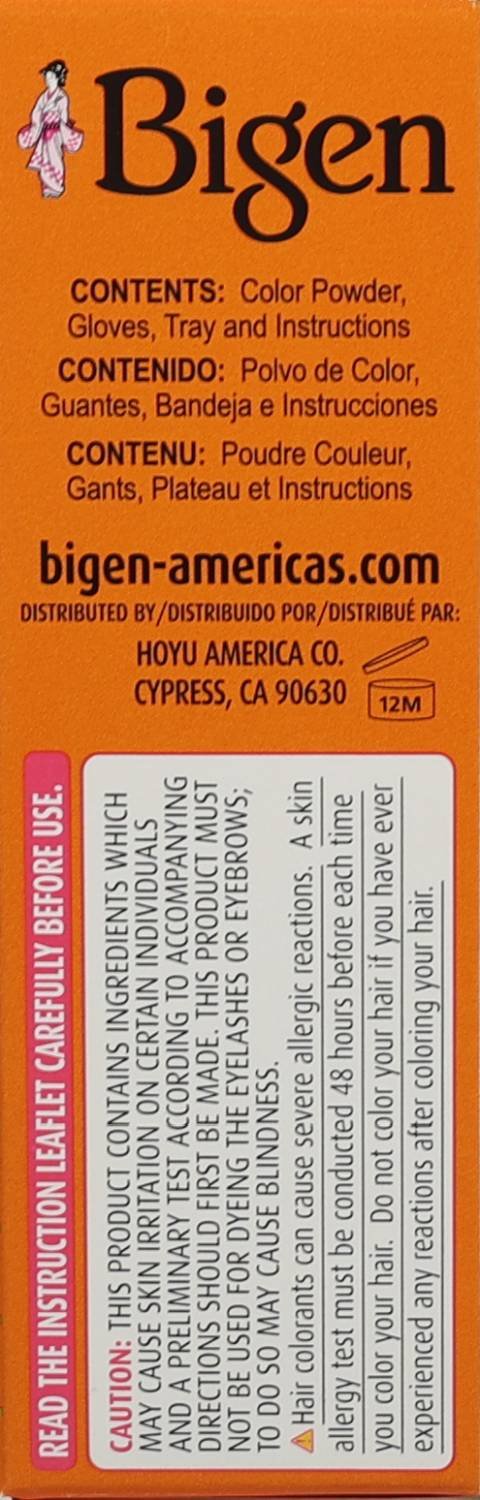 Bigen
CONTENTS: Color Powder,
Gloves, Tray and Instructions
CONTENIDO: Polvo de Color,
Guantes, Bandeja e Instrucciones
CONTENU: Poudre Couleur,
Gants, Plateau et Instructions
bigen-americas.com
DISTRIBUTED BY/DISTRIBUIDO POR/DISTRIBUÉ PAR:
HOYU AMERICA CO.
CYPRESS, CA 90630
12M
READ THE INSTRUCTION LEAFLET CAREFULLY BEFORE USE.
CAUTION: THIS PRODUCT CONTAINS INGREDIENTS WHICH
MAY CAUSE SKIN IRRITATION ON CERTAIN INDIVIDUALS
AND A PRELIMINARY TEST ACCORDING TO ACCOMPANYING
DIRECTIONS SHOULD FIRST BE MADE. THIS PRODUCT MUST
NOT BE USED FOR DYEING THE EYELASHES OR EYEBROWS;
TO DO SO MAY CAUSE BLINDNESS.
⚠ Hair colorants can cause severe allergic reactions. A skin
allergy test must be conducted 48 hours before each time
you color your hair. Do not color your hair if you have ever
experienced any reactions after coloring your hair.